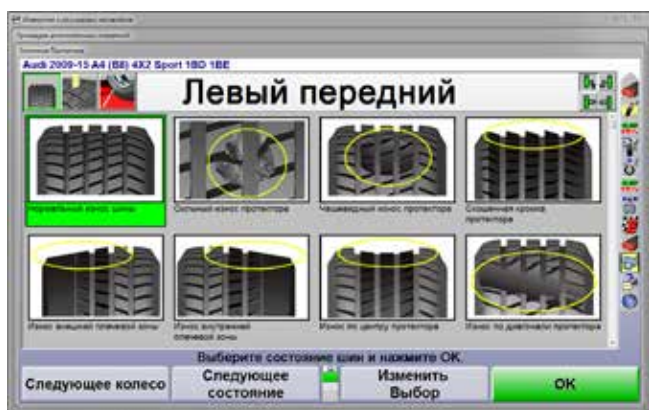 Audi 2009-15 A4 (B8) 4X2 Sport 1BD 1BE
Левый передний
Нормальный износ шины
Сильный износ протектора
Чашевидный износ протектора
Скошенная кромка
протектора
Износ внешней плечевой зоны
Износ внутренней
плечевой зоны
Износ по центру протектора
Износ по диагонали протектора
Выберите состояние шин и нажмите OK.
Следующее колесо
Следующее
состояние
Изменить
Выбор
OK